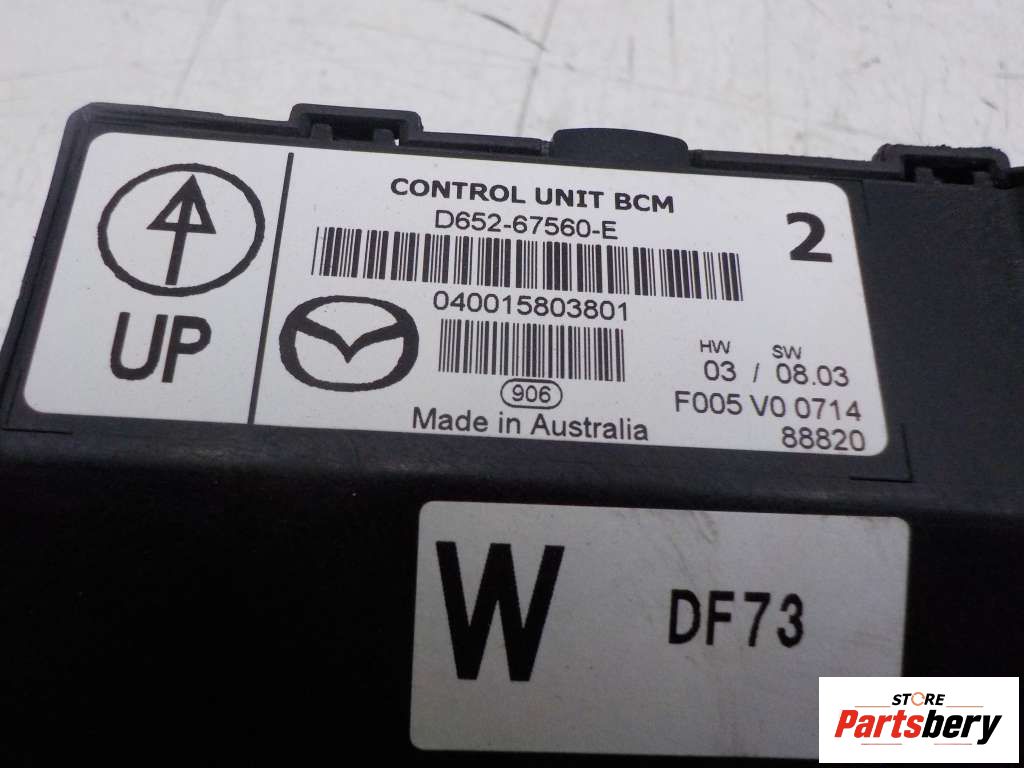 CONTROL UNIT BCM
D652-67560-E
2
040015803801
UP
HW SW
03 / 08.03
906
F005 V0 0714
Made in Australia
88820
W DF73
STORE
Partsbery